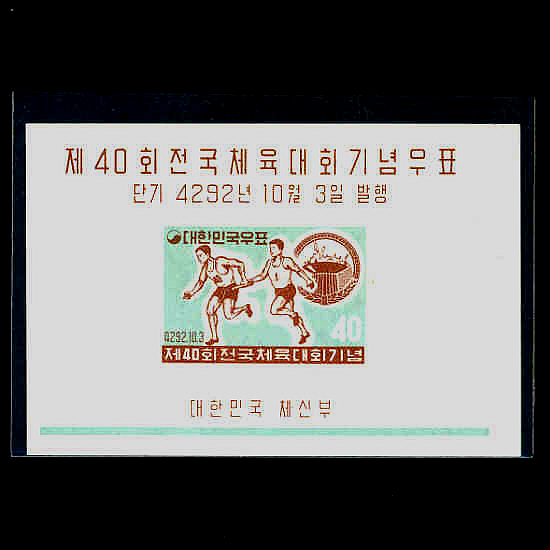 제40회전국체육대회기념우표
단기 4292년 10월 3일 발행
대한민국우표
40
4292.10.3
제40회전국체육대회기념
대한민국 체신부